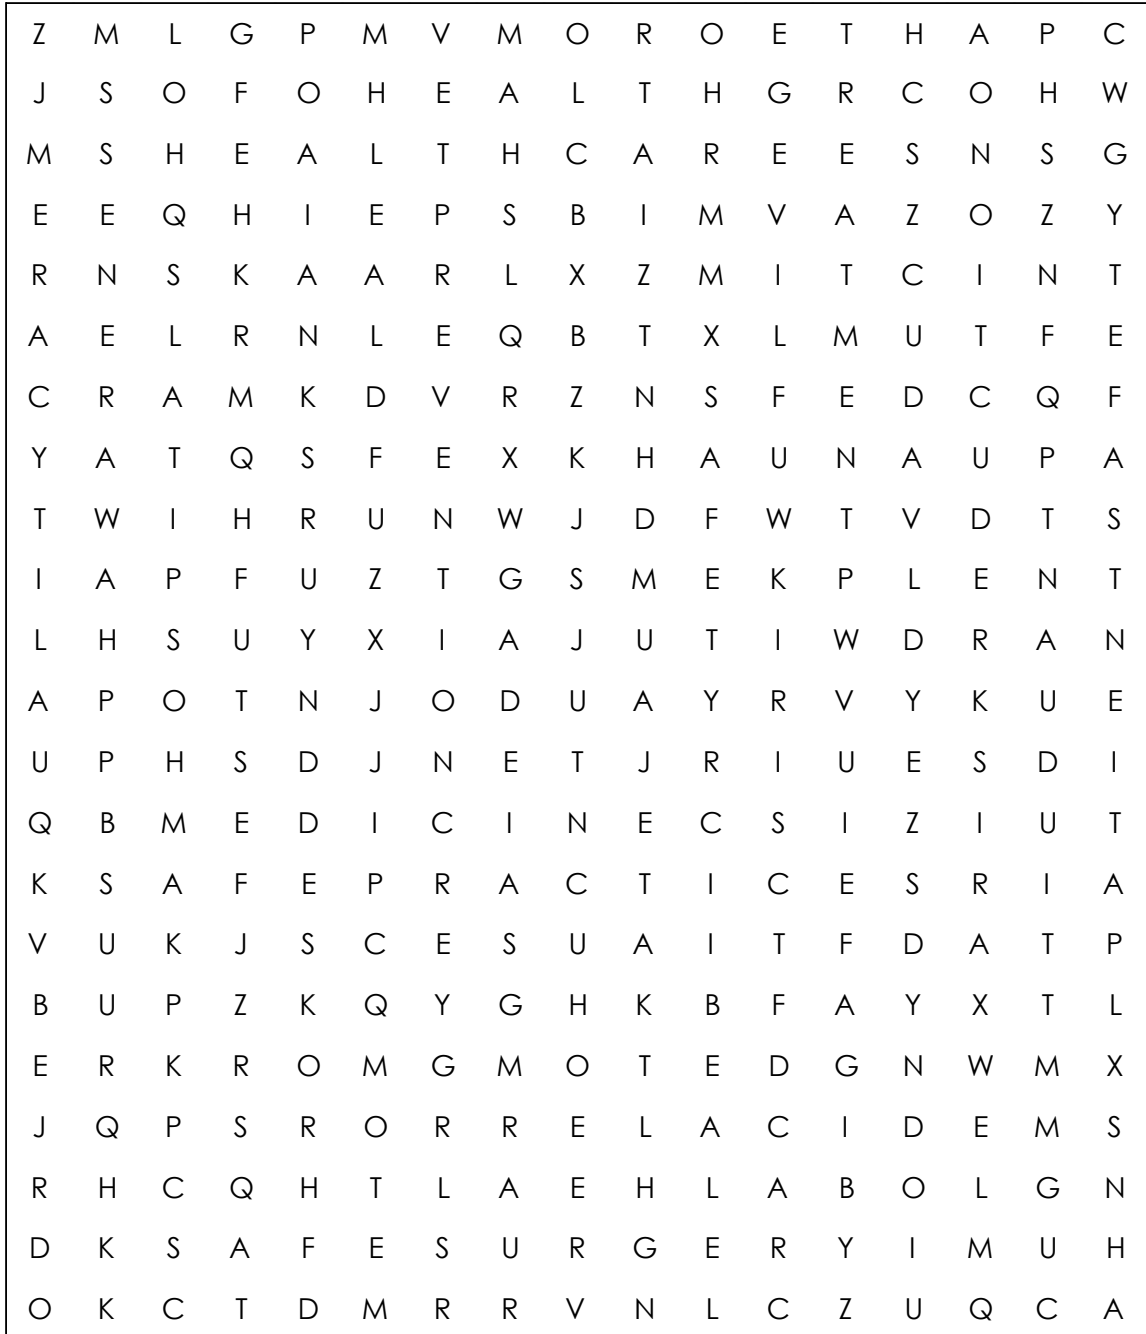 Z M L G P M V M O R O E T H A P C
J S O F O H E A L T H G R C O H W
M S H E A L T H C A R E E S N S G
E E Q H I E P S B I M V A Z O Z Y
R N S K A A R L X Z M I T C I N T
A E L R N L E Q B T X L M U T F E
C R A M K D V R Z N S F E D C Q F
Y A T Q S F E X K H A U N A U P A
T W I H R U N W J D F W T V D T S
I A P F U Z T G S M E K P L E N T
L H S U Y X I A J U T I W D R A N
A P O T N J O D U A Y R V Y K U E
U P H S D J N E T J R I U E S D I
Q B M E D I C I N E C S I Z I U T
K S A F E P R A C T I C E S R I A
V U K J S C E S U A I T F D A T P
B U P Z K Q Y G H K B F A Y X T L
E R K R O M G M O T E D G N W M X
J Q P S R O R R E L A C I D E M S
R H C Q H T L A E H L A B O L G N
D K S A F E S U R G E R Y I M U H
O K C T D M R R V N L C Z U Q C A